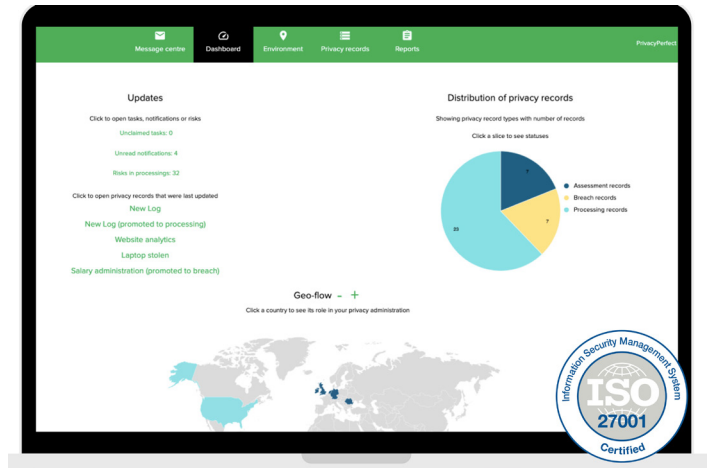 Message centre
Dashboard
Environment
Privacy records
Reports
PrivacyPerfect
Updates
Click to open tasks, notifications or risks
Unclaimed tasks: 0
Unread notifications: 4
Risks in processings: 32
Click to open privacy records that were last updated
New Log
New Log (promoted to processing)
Website analytics
Laptop stolen
Salary administration (promoted to breach)
Distribution of privacy records
Showing privacy record types with number of records
Click a slice to see statuses
7
7
Assessment records
Breach records
Processing records
Geo-flow - +
Click a country to see its role in your privacy administration
Information Security Management System
ISO
27001
Certified